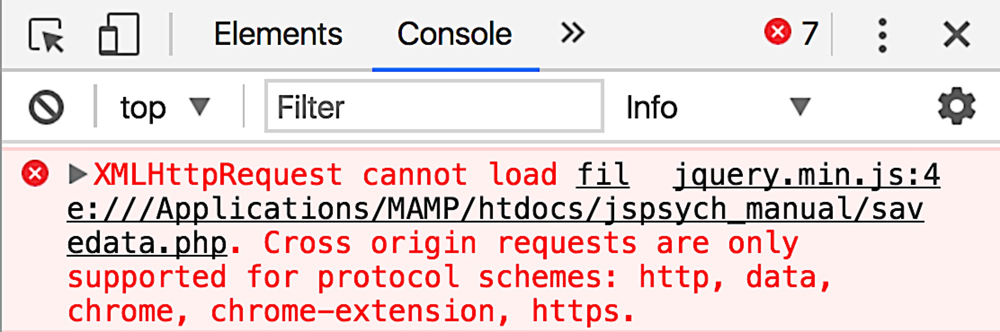 Elements Console 7
top Filter Info
XMLHttpRequest cannot load fil jquery.min.js:4
e:///Applications/MAMP/htdocs/jspsych_manual/sav
edata.php. Cross origin requests are only
supported for protocol schemes: http, data,
chrome, chrome-extension, https.